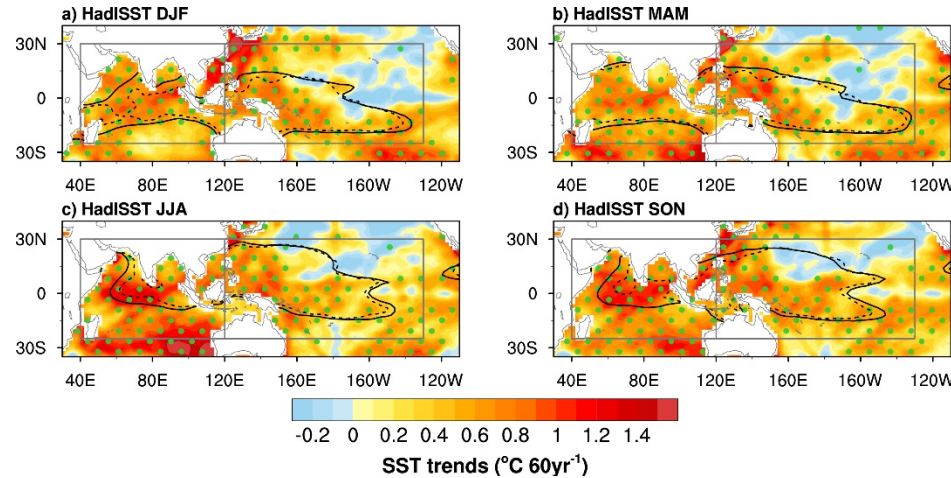 a) HadISST DJF
b) HadISST MAM
30N
0
30S
40E 80E 120E 160E 160W 120W
30N
0
30S
40E 80E 120E 160E 160W 120W
c) HadISST JJA
d) HadISST SON
30N
0
30S
40E 80E 120E 160E 160W 120W
30N
0
30S
40E 80E 120E 160E 160W 120W
-0.2 0 0.2 0.4 0.6 0.8 1 1.2 1.4
SST trends (°C 60yr⁻¹)